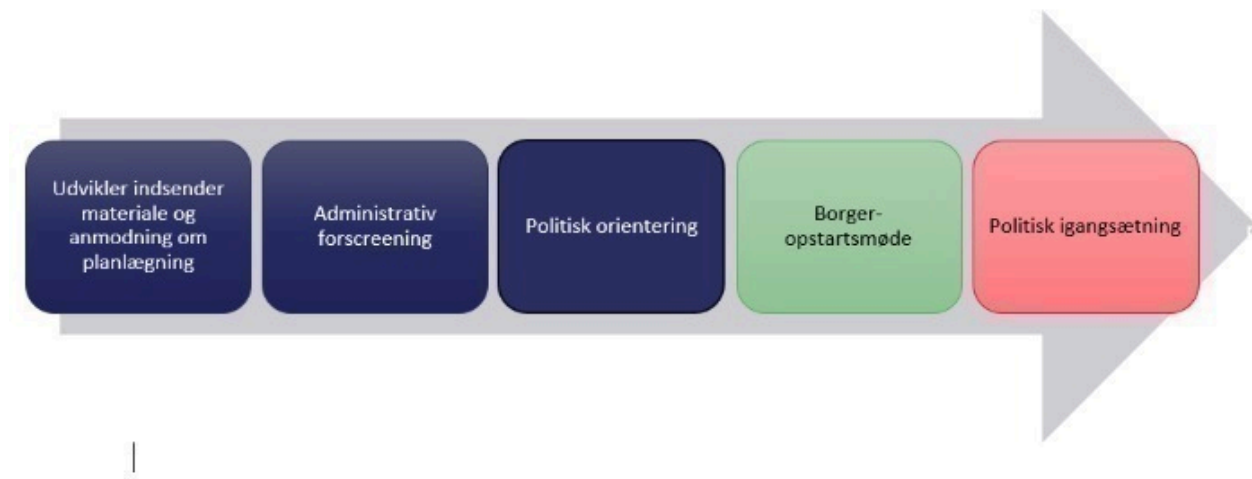 Udvikler indsender
materiale og
anmodning om
planlægning
Administrativ
forscreening
Politisk orientering
Borger-
opstartsmøde
Politisk igangsætning